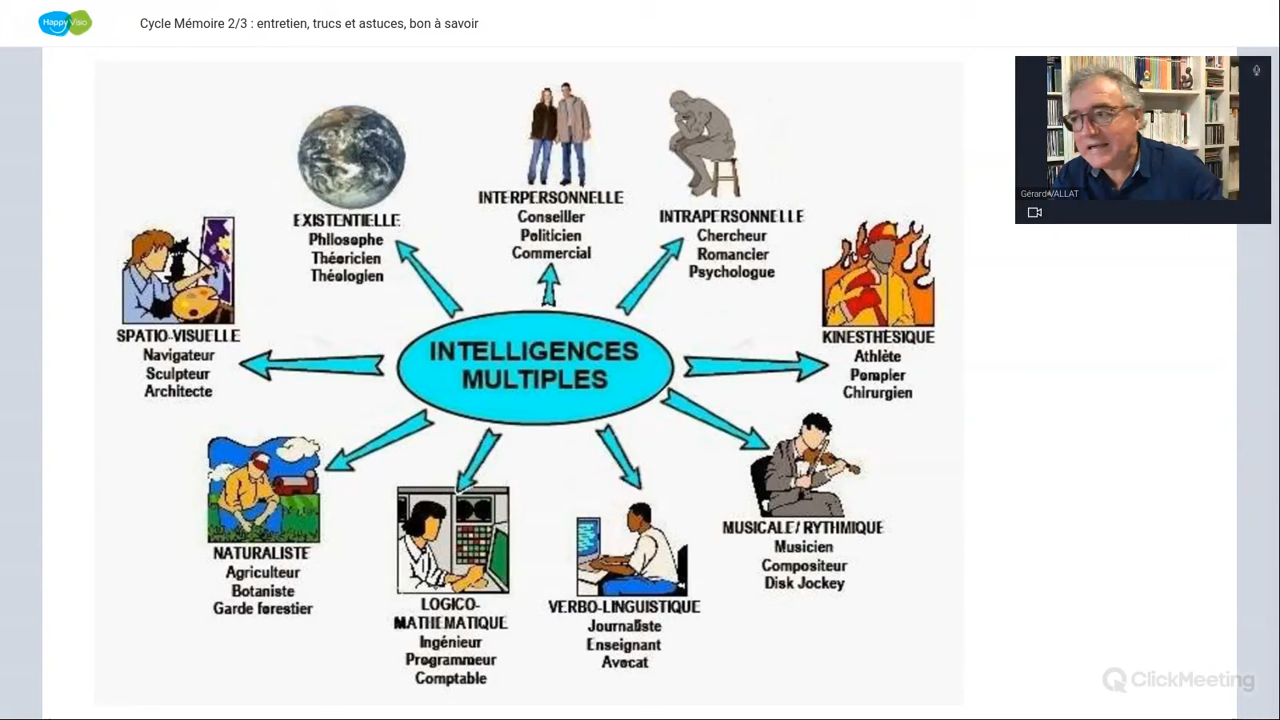 Happy Visio
Cycle Mémoire 2/3 : entretien, trucs et astuces, bon à savoir
Gérard VALLAT
EXISTENTIELLE
Philosophe
Théoricien
Théologien
INTERPERSONNELLE
Conseiller
Politicien
Commercial
INTRAPERSONNELLE
Chercheur
Romancier
Psychologue
SPATIO-VISUELLE
Navigateur
Sculpteur
Architecte
INTELLIGENCES
MULTIPLES
KINESTHÈSIQUE
Athlète
Pompier
Chirurgien
NATURALISTE
Agriculteur
Botaniste
Garde forestier
LOGICO-
MATHEMATIQUE
Ingénieur
Programmeur
Comptable
VERBO-LINGUISTIQUE
Journaliste
Enseignant
Avocat
MUSICALE/ RYTHMIQUE
Musicien
Compositeur
Disk Jockey
ClickMeeting